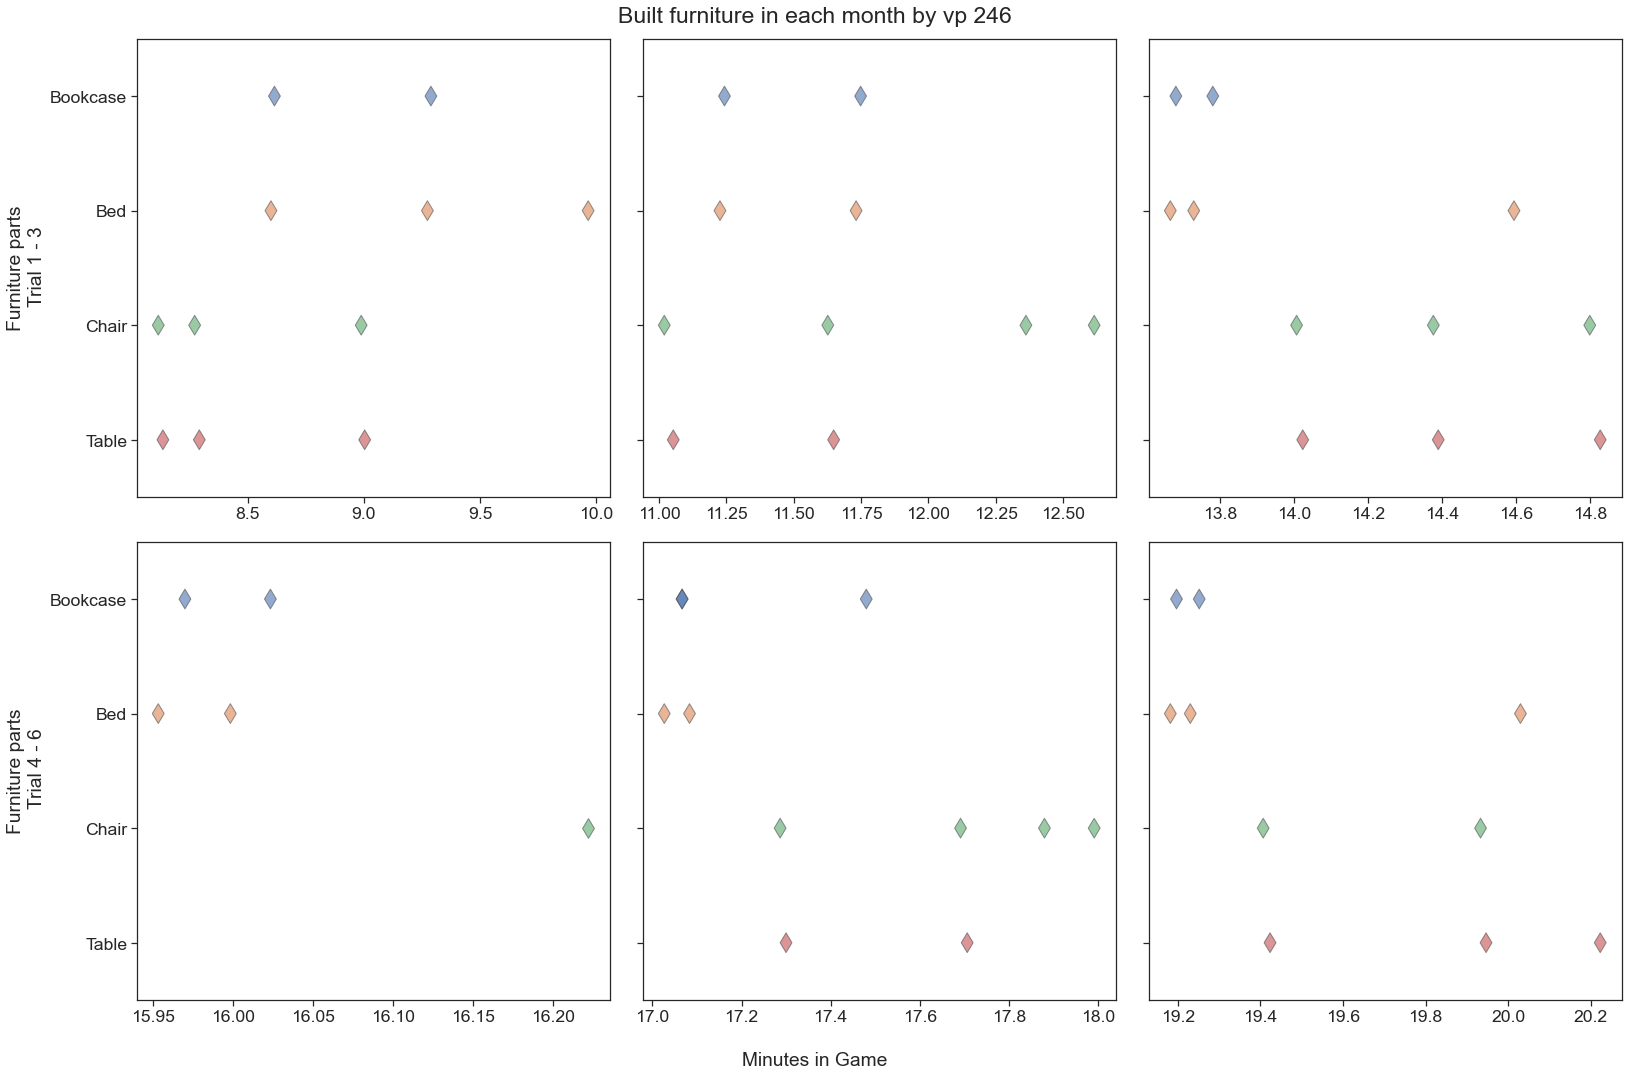 Built furniture in each month by vp 246
Furniture parts
Trial 1 - 3
Bookcase
Bed
Chair
Table
8.5 9.0 9.5 10.0
11.00 11.25 11.50 11.75 12.00 12.25 12.50
13.8 14.0 14.2 14.4 14.6 14.8
Furniture parts
Trial 4 - 6
Bookcase
Bed
Chair
Table
15.95 16.00 16.05 16.10 16.15 16.20
17.0 17.2 17.4 17.6 17.8 18.0
19.2 19.4 19.6 19.8 20.0 20.2
Minutes in Game